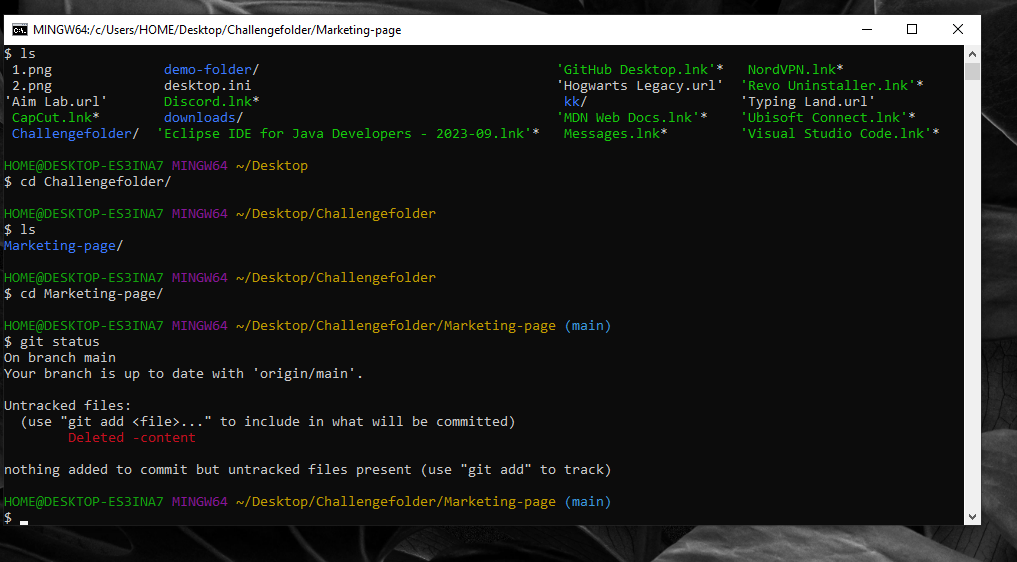 MINGW64:/c/Users/HOME/Desktop/Challengefolder/Marketing-page
$ ls
1.png demo-folder/ 'GitHub Desktop.lnk'* NordVPN.lnk*
2.png desktop.ini 'Hogwarts Legacy.url' 'Revo Uninstaller.lnk'*
'Aim Lab.url' Discord.lnk* kk/ 'Typing Land.url'
CapCut.lnk* downloads/ 'MDN Web Docs.lnk'* 'Ubisoft Connect.lnk'*
Challengefolder/ 'Eclipse IDE for Java Developers - 2023-09.lnk'* Messages.lnk* 'Visual Studio Code.lnk'*
HOME@DESKTOP-ES3INA7 MINGW64 ~/Desktop
$ cd Challengefolder/
HOME@DESKTOP-ES3INA7 MINGW64 ~/Desktop/Challengefolder
$ ls
Marketing-page/
HOME@DESKTOP-ES3INA7 MINGW64 ~/Desktop/Challengefolder
$ cd Marketing-page/
HOME@DESKTOP-ES3INA7 MINGW64 ~/Desktop/Challengefolder/Marketing-page (main)
$ git status
On branch main
Your branch is up to date with 'origin/main'.
Untracked files:
(use "git add <file>..." to include in what will be committed)
Deleted -content
nothing added to commit but untracked files present (use "git add" to track)
HOME@DESKTOP-ES3INA7 MINGW64 ~/Desktop/Challengefolder/Marketing-page (main)
$